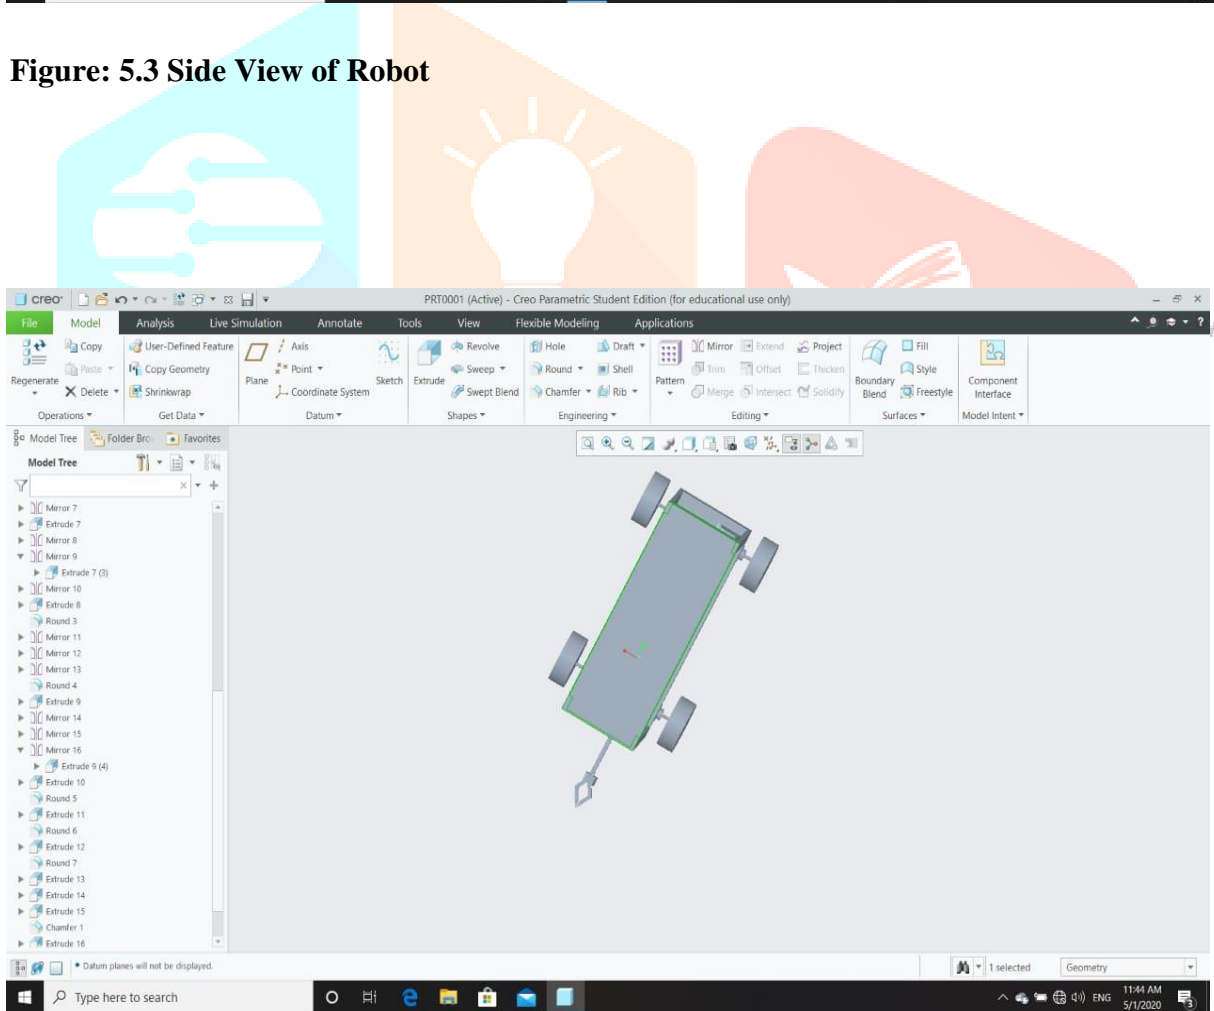 Figure: 5.3 Side View of Robot
creo·
PRT0001 (Active) - Creo Parametric Student Edition (for educational use only)
File Model Analysis Live Simulation Annotate Tools View Flexible Modeling Applications
Copy User-Defined Feature Axis Revolve Hole Draft Mirror Extend Project Fill
Paste Copy Geometry Point Sweep Round Shell Trim Offset Thicken Style
Regenerate Plane Sketch Extrude Pattern Boundary Blend Component Interface
Delete Shrinkwrap Coordinate System Swept Blend Chamfer Rib Merge Intersect Solidify Freestyle
Operations Get Data Datum Shapes Engineering Editing Surfaces Model Intent
Model Tree Folder Bro Favorites
Model Tree
Mirror 7
Extrude 7
Mirror 8
Mirror 9
Extrude 7 (3)
Mirror 10
Extrude 8
Round 3
Mirror 11
Mirror 12
Mirror 13
Round 4
Extrude 9
Mirror 14
Mirror 15
Mirror 16
Extrude 9 (4)
Extrude 10
Round 5
Extrude 11
Round 6
Extrude 12
Round 7
Extrude 13
Extrude 14
Extrude 15
Chamfer 1
Extrude 16
• Datum planes will not be displayed.
1 selected Geometry
Type here to search
ENG 11:44 AM
5/1/2020
3